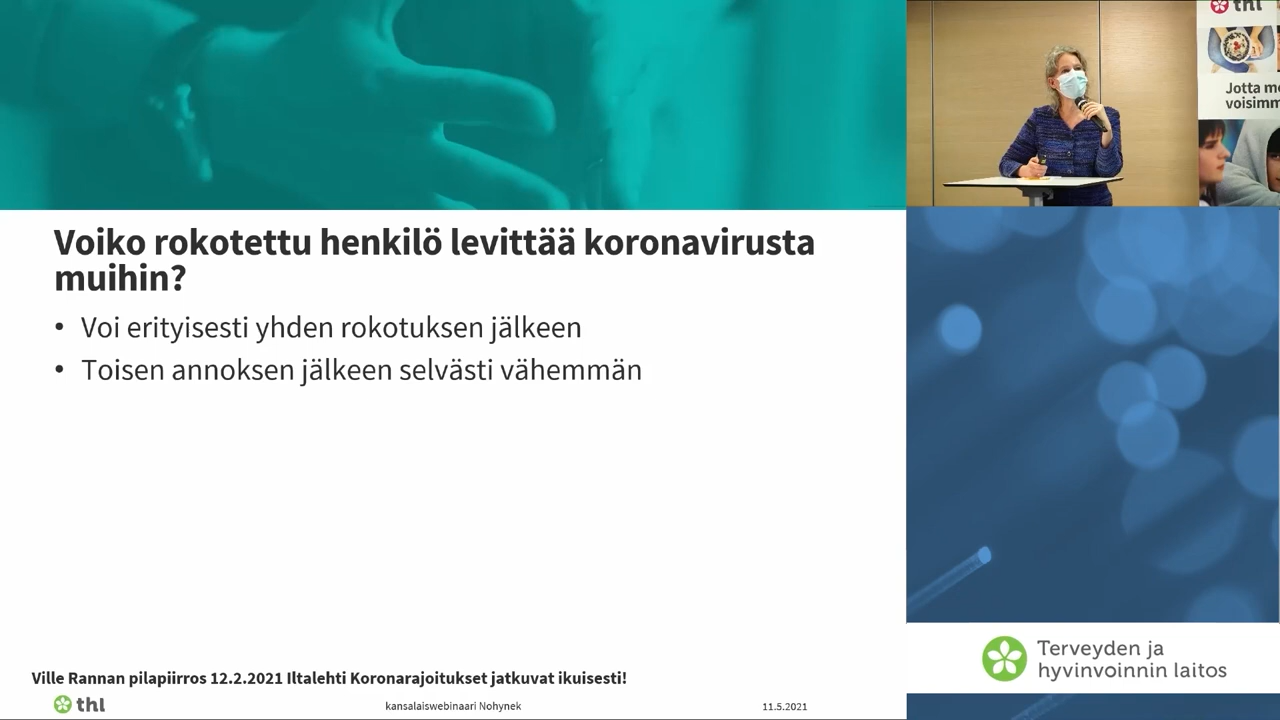 Voiko rokotettu henkilö levittää koronavirusta
muihin?
• Voi erityisesti yhden rokotuksen jälkeen
• Toisen annoksen jälkeen selvästi vähemmän
Ville Rannan pilapiirros 12.2.2021 Iltalehti Koronarajoitukset jatkuvat ikuisesti!
thl
kansalaiswebinaari Nohynek
11.5.2021
thl
Jotta
voisimm
Terveyden ja
hyvinvoinnin laitos